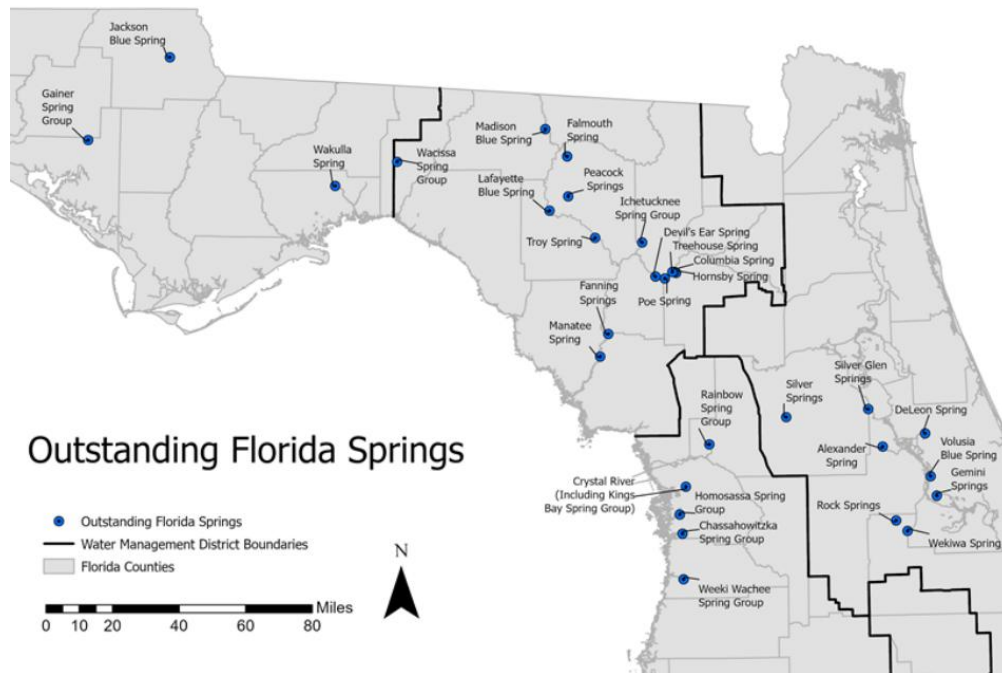 Jackson
Blue Spring
Gainer
Spring
Group
Wakulla
Spring
Wacissa
Spring
Group
Madison
Blue Spring
Falmouth
Spring
Peacock
Springs
Lafayette
Blue Spring
Ichetucknee
Spring Group
Troy Spring
Devil's Ear Spring
Treehouse Spring
Columbia Spring
Hornsby Spring
Poe Spring
Fanning
Springs
Manatee
Spring
Rainbow
Spring
Group
Silver
Springs
Silver Glen
Springs
DeLeon Spring
Alexander
Spring
Volusia
Blue Spring
Gemini
Springs
Rock Springs
Wekiwa Spring
Crystal River
(Including Kings
Bay Spring Group)
Homosassa Spring
Group
Chassahowitzka
Spring Group
Weeki Wachee
Spring Group
Outstanding Florida Springs
Outstanding Florida Springs
Water Management District Boundaries
Florida Counties
N
Miles
0 5 10 20 40 60 80